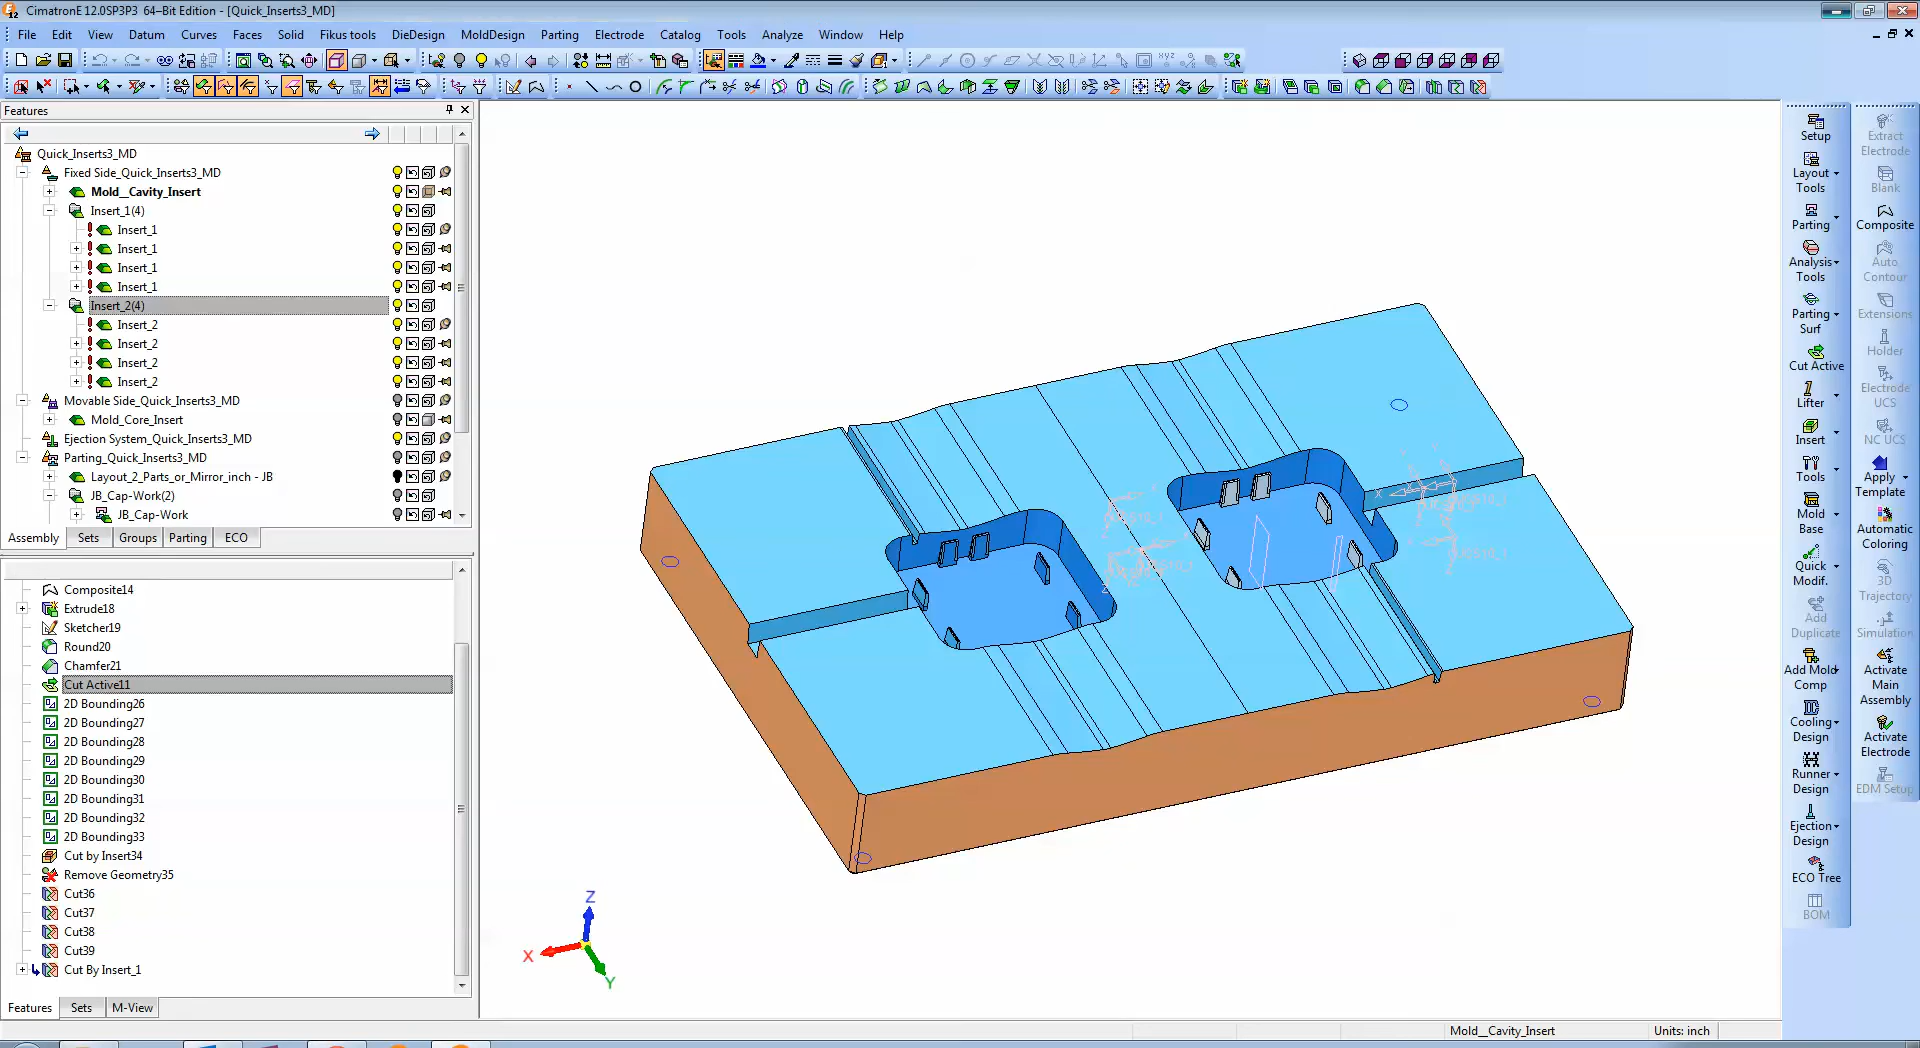 CimatronE 12.0SP3P3  64–Bit Edition - [Quick_Inserts3_MD]
File Edit View Datum Curves Faces Solid Fikus tools DieDesign MoldDesign Parting Electrode Catalog Tools Analyze Window Help
Features
Quick_Inserts3_MD
Fixed Side_Quick_Inserts3_MD
Mold__Cavity_Insert
Insert_1(4)
Insert_1
Insert_1
Insert_1
Insert_1
Insert_2(4)
Insert_2
Insert_2
Insert_2
Insert_2
Movable Side_Quick_Inserts3_MD
Mold_Core_Insert
Ejection System_Quick_Inserts3_MD
Parting_Quick_Inserts3_MD
Layout_2_Parts_or_Mirror_inch - JB
JB_Cap-Work(2)
JB_Cap-Work
Assembly Sets Groups Parting ECO
Composite14
Extrude18
Sketcher19
Round20
Chamfer21
Cut Active11
2D Bounding26
2D Bounding27
2D Bounding28
2D Bounding29
2D Bounding30
2D Bounding31
2D Bounding32
2D Bounding33
Cut by Insert34
Remove Geometry35
Cut36
Cut37
Cut38
Cut39
Cut By Insert_1
Features Sets M-View
Z
X
Y
Setup
Layout
Tools
Parting
Analysis
Tools
Parting
Surf
Cut Active
Lifter
Insert
Tools
Mold
Base
Quick
Modif.
Add
Duplicate
Add Mold
Comp
Cooling
Design
Runner
Design
Ejection
Design
ECO Tree
BOM
Extract
Electrode
Blank
Composite
Auto
Contour
Extensions
Holder
Electrode
UCS
NC UCS
Apply
Template
Automatic
Coloring
3D
Trajectory
Simulation
Activate
Main
Assembly
Activate
Electrode
EDM Setup
Mold__Cavity_Insert
Units: inch